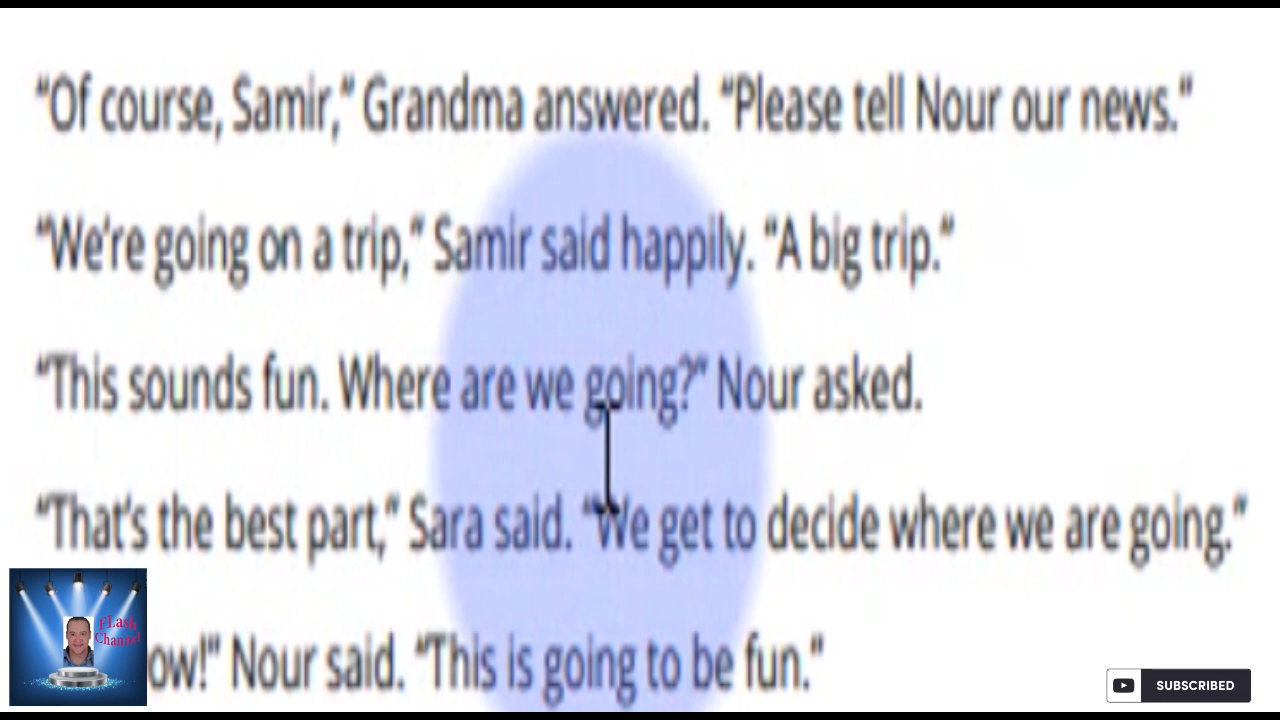 “Of course, Samir,” Grandma answered. “Please tell Nour our news.”
“We’re going on a trip,” Samir said happily. “A big trip.”
“This sounds fun. Where are we going?” Nour asked.
“That’s the best part,” Sara said. “We get to decide where we are going.”
ow!” Nour said. “This is going to be fun.”
FLash
Channel
SUBSCRIBED